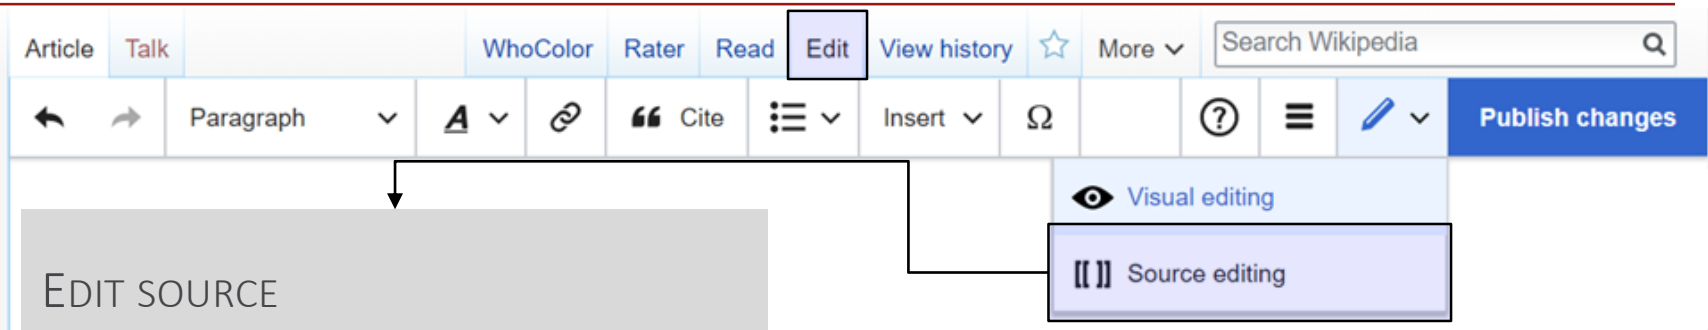 Article Talk WhoColor Rater Read Edit View history More Search Wikipedia
Paragraph A Cite Insert Ω ? Publish changes
Visual editing
[[ ]] Source editing
EDIT SOURCE